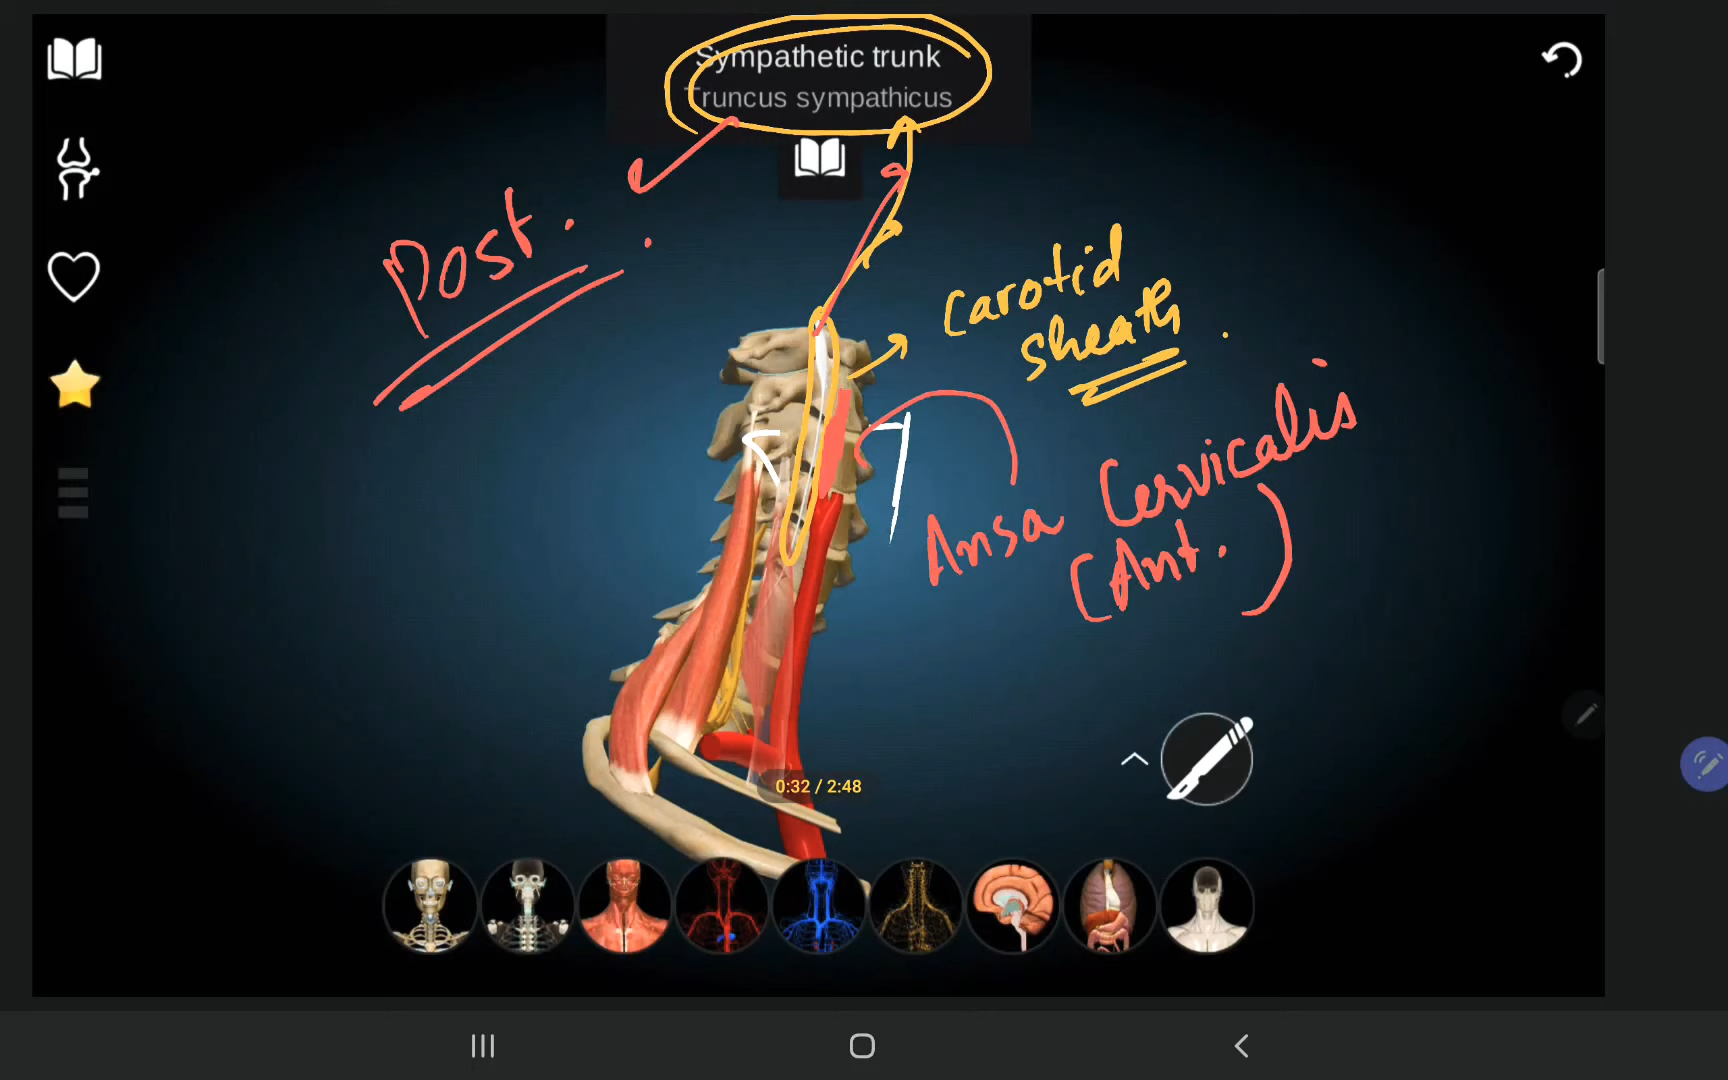 Sympathetic trunk
Truncus sympathicus
Post.
Carotid
sheath
Ansa Cervicalis
(Ant.)
0:32 / 2:48